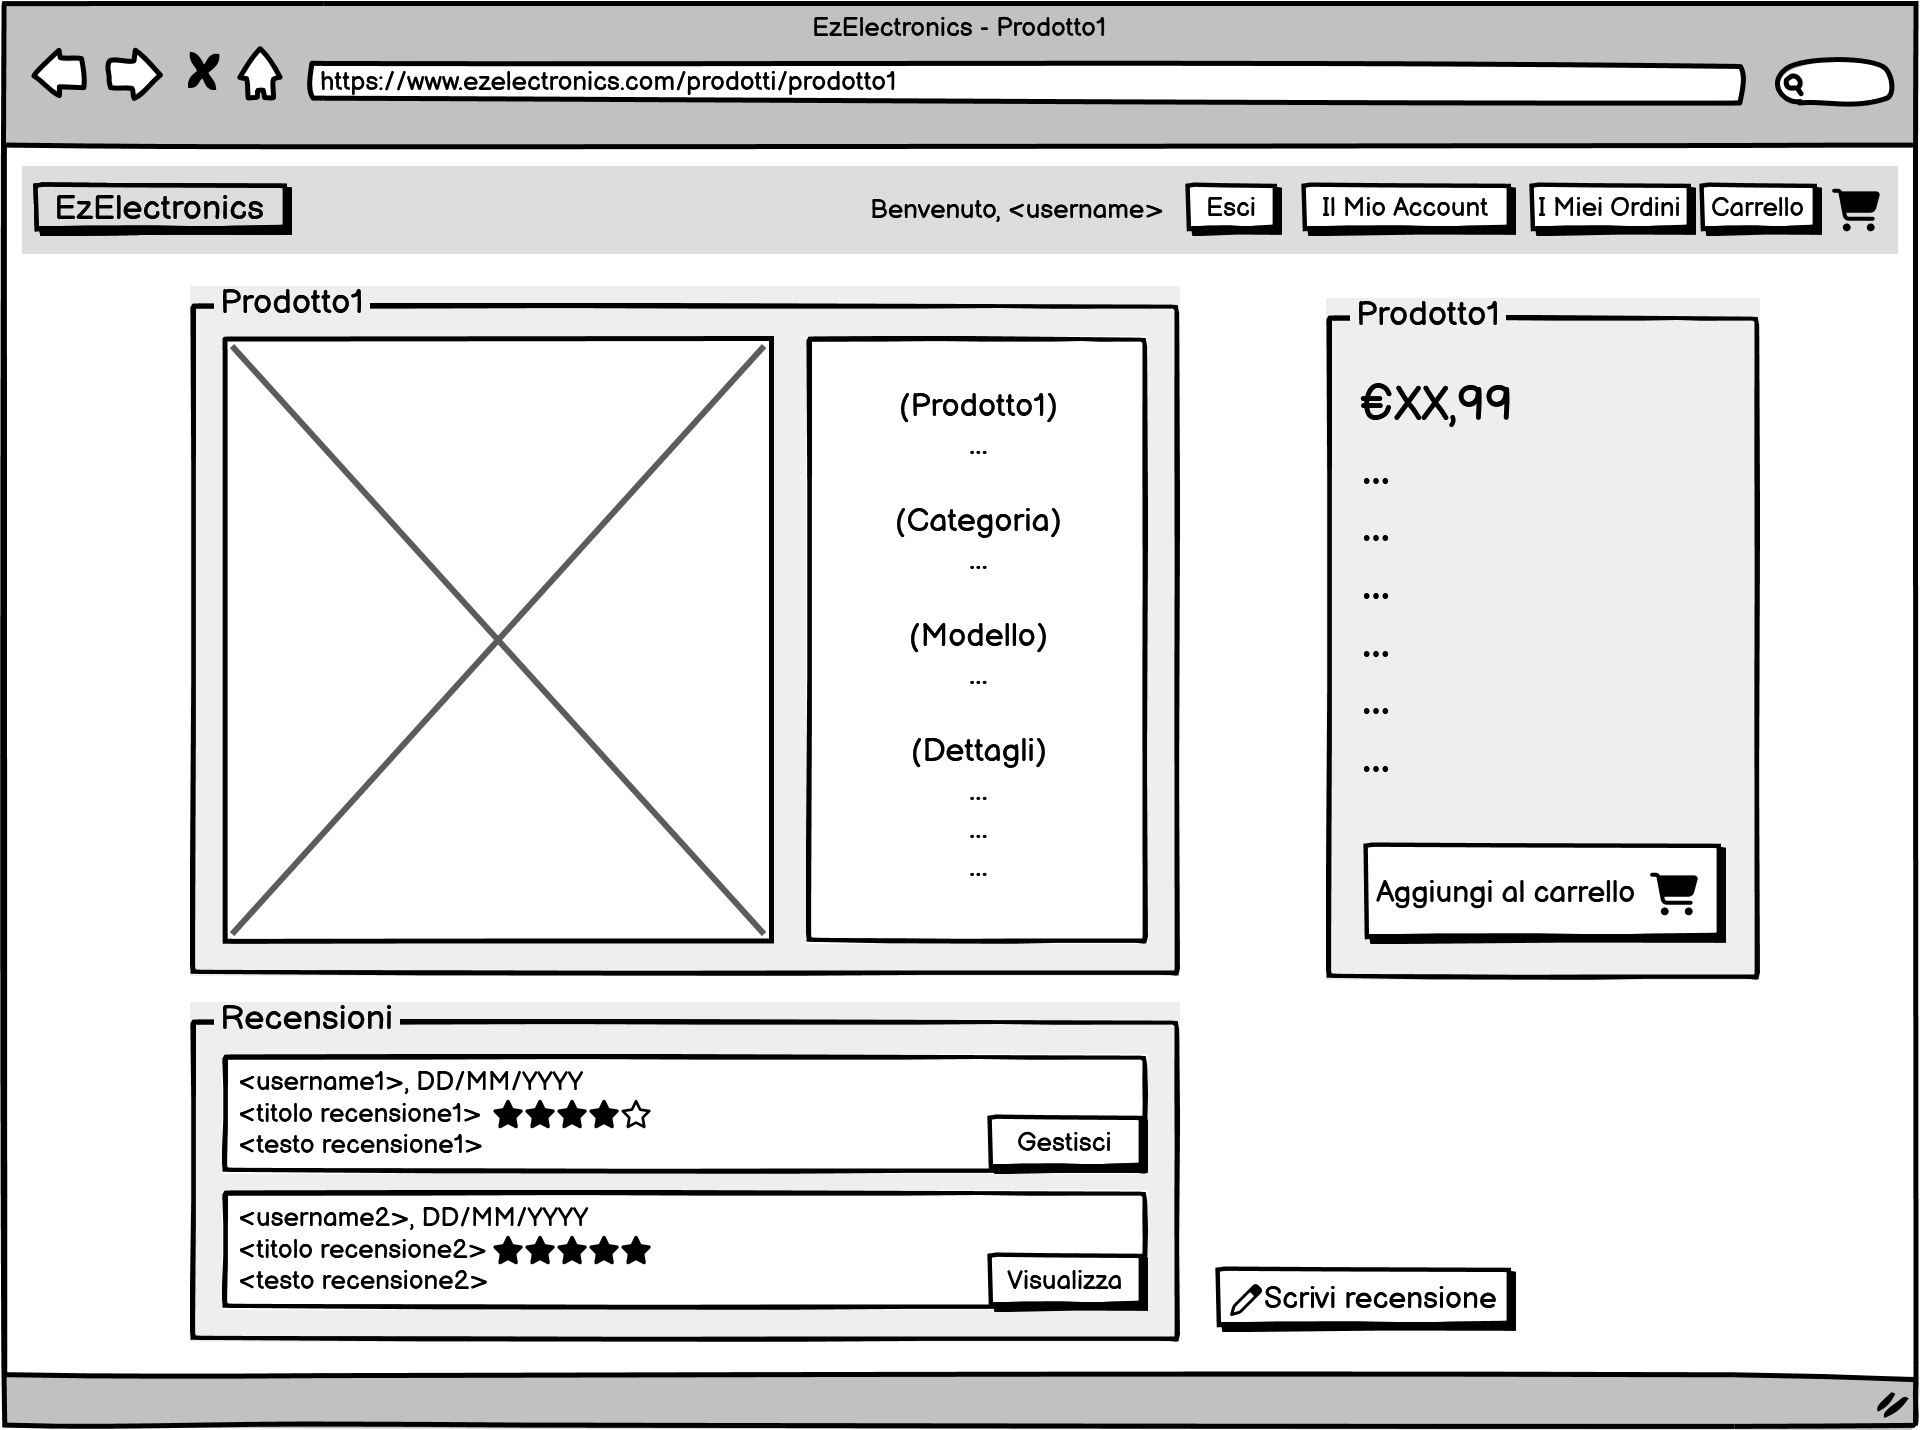 EzElectronics - Prodotto1
https://www.ezelectronics.com/prodotti/prodotto1
EzElectronics
Benvenuto, <username>
Esci
Il Mio Account
I Miei Ordini
Carrello
Prodotto1
(Prodotto1)
...
(Categoria)
...
(Modello)
...
(Dettagli)
...
...
...
Prodotto1
€XX,99
...
...
...
...
...
...
Aggiungi al carrello
Recensioni
<username1>, DD/MM/YYYY
<titolo recensione1>
<testo recensione1>
Gestisci
<username2>, DD/MM/YYYY
<titolo recensione2>
<testo recensione2>
Visualizza
Scrivi recensione